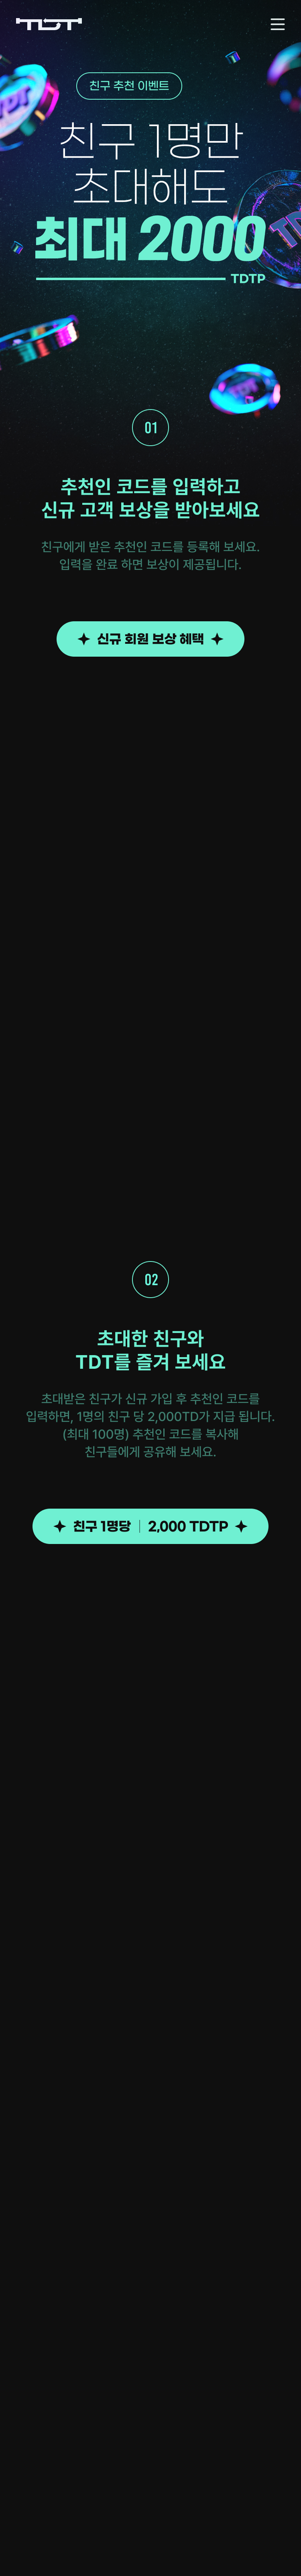 TDT
친구 추천 이벤트
친구 1명만
초대해도
최대 2000
TDTP
01
추천인 코드를 입력하고
신규 고객 보상을 받아보세요
친구에게 받은 추천인 코드를 등록해 보세요.
입력을 완료 하면 보상이 제공됩니다.
신규 회원 보상 혜택
02
초대한 친구와
TDT를 즐겨 보세요
초대받은 친구가 신규 가입 후 추천인 코드를
입력하면, 1명의 친구 당 2,000TD가 지급 됩니다.
(최대 100명) 추천인 코드를 복사해
친구들에게 공유해 보세요.
친구 1명당 | 2,000 TDTP